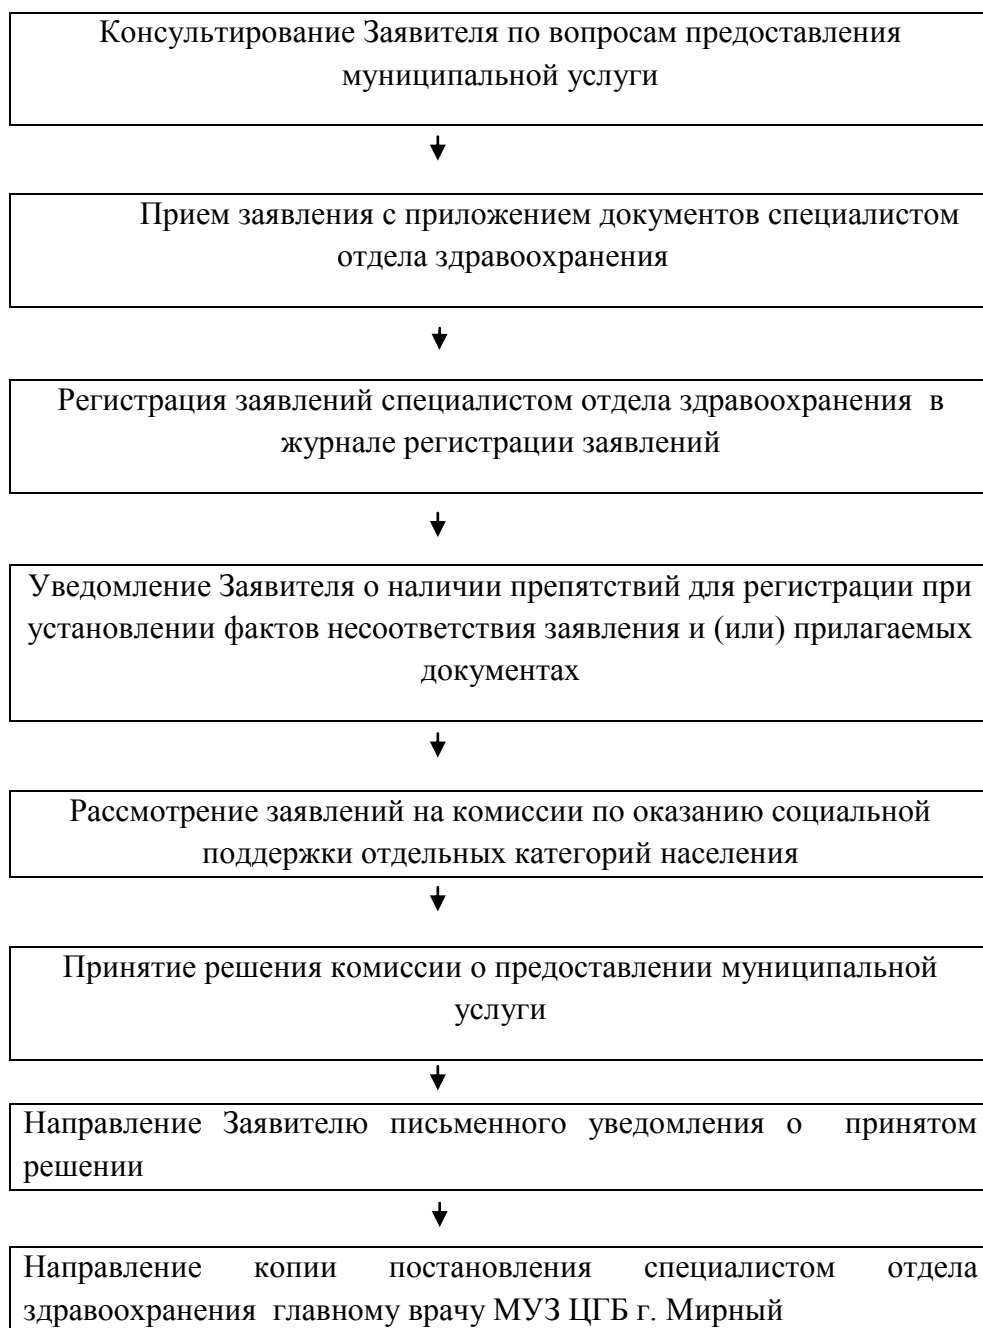 Консультирование Заявителя по вопросам предоставления
муниципальной услуги
Прием заявления с приложением документов специалистом
отдела здравоохранения
Регистрация заявлений специалистом отдела здравоохранения в
журнале регистрации заявлений
Уведомление Заявителя о наличии препятствий для регистрации при
установлении фактов несоответствия заявления и (или) прилагаемых
документах
Рассмотрение заявлений на комиссии по оказанию социальной
поддержки отдельных категорий населения
Принятие решения комиссии о предоставлении муниципальной
услуги
Направление Заявителю письменного уведомления о принятом
решении
Направление копии постановления специалистом отдела
здравоохранения главному врачу МУЗ ЦГБ г. Мирный